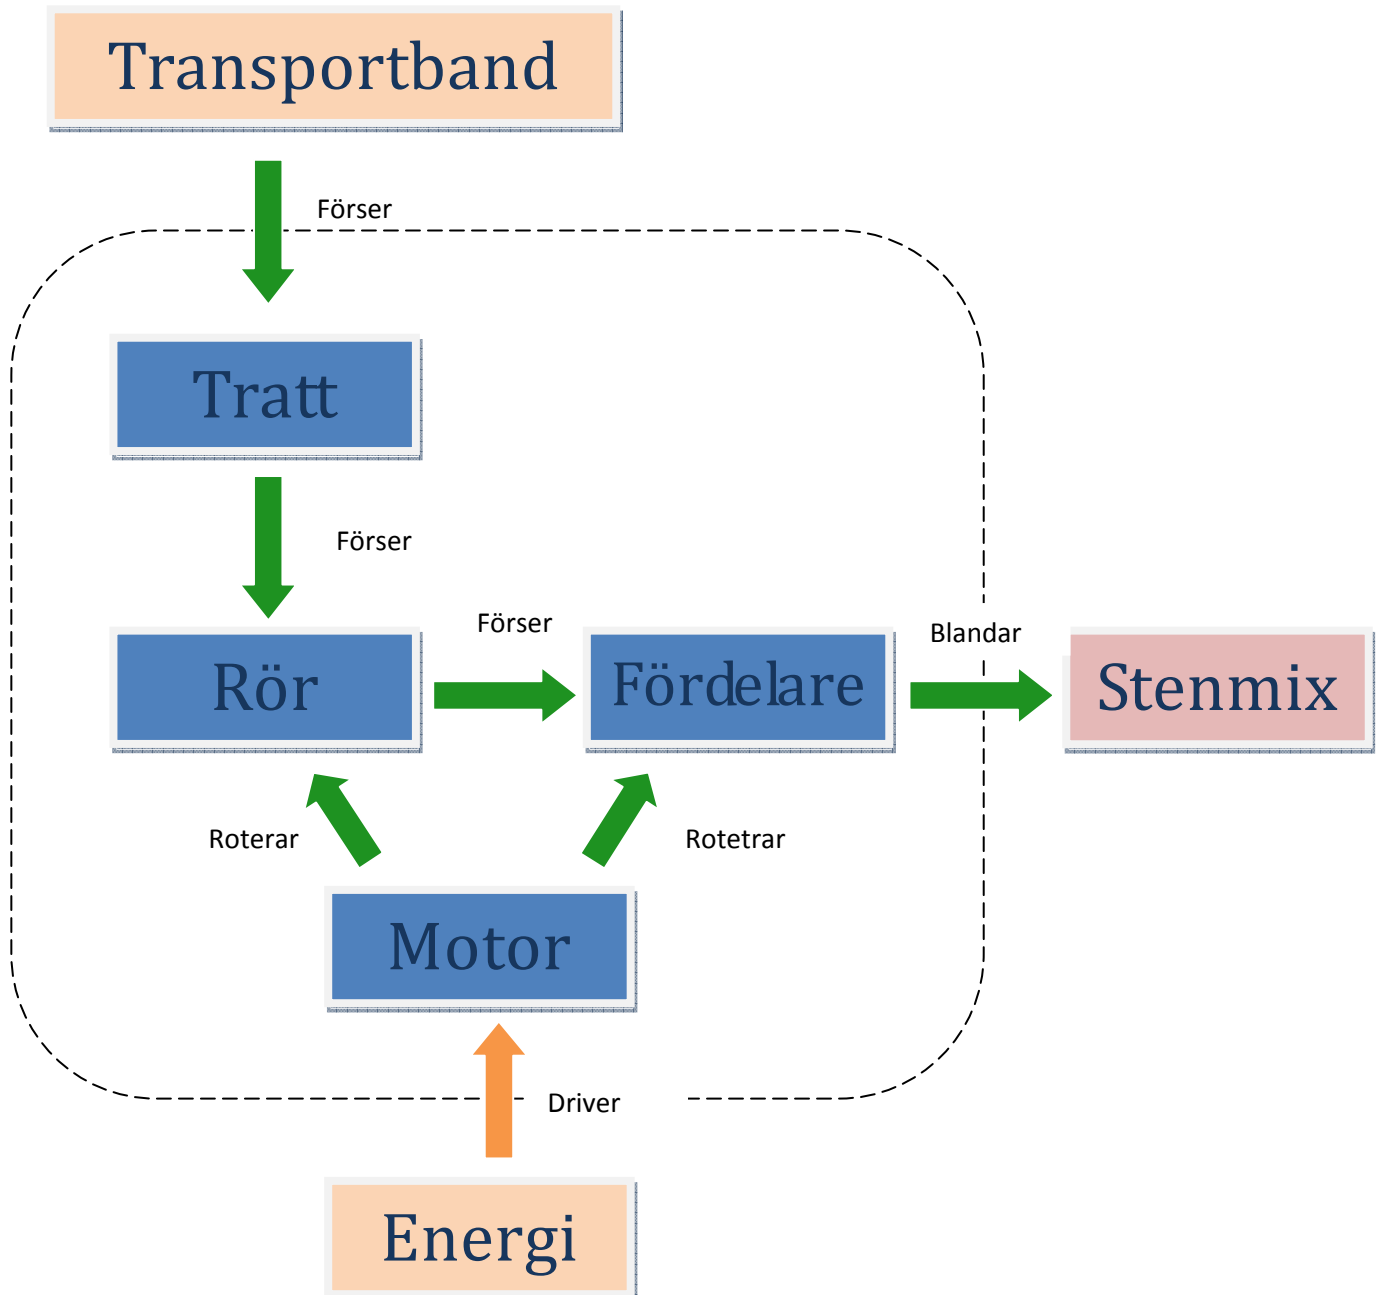 Transportband
Förser
Tratt
Förser
Förser
Blandar
Rör
Fördelare
Stenmix
Roterar
Rotetrar
Motor
Driver
Energi